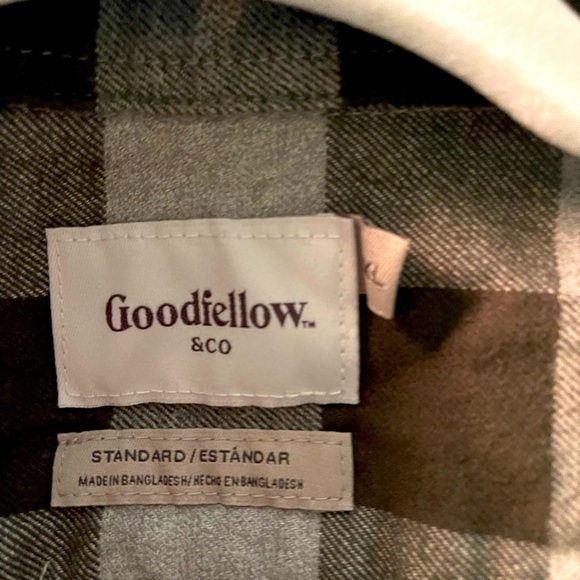 Goodfellow™
&CO
STANDARD / ESTÁNDAR
MADE IN BANGLADESH / HECHO EN BANGLADESH